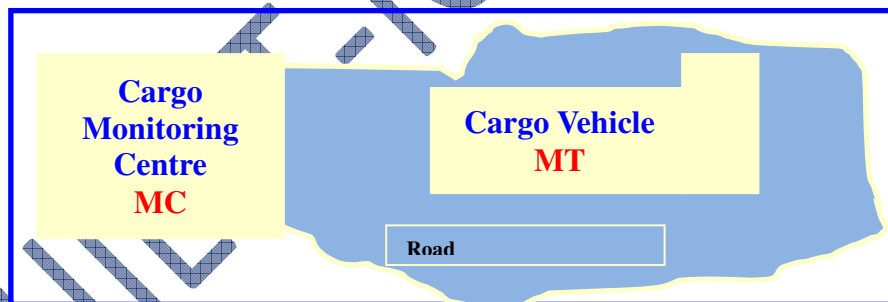 Cargo
Monitoring
Centre
MC
Cargo Vehicle
MT
Road